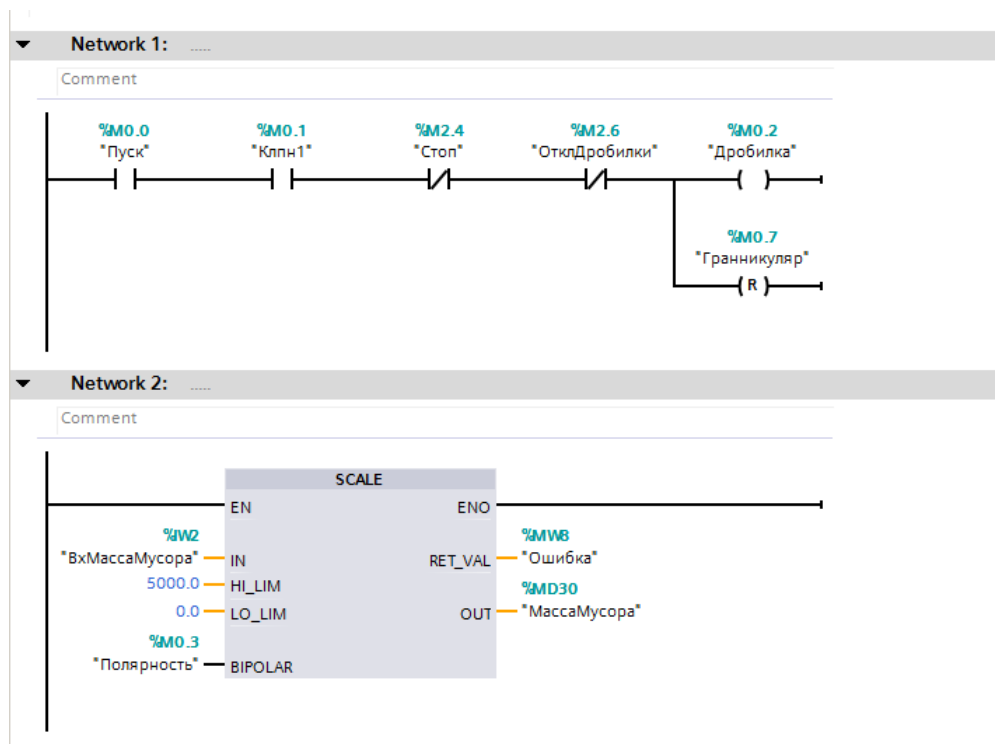 Network 1: .....
Comment
%M0.0 %M0.1 %M2.4 %M2.6 %M0.2
"Пуск" "Клпн1" "Стоп" "ОтклДробилки" "Дробилка"
%M0.7
"Гранникуляр"
R
Network 2: .....
Comment
SCALE
EN ENO
%IW2 %MW8
"ВхМассаМусора" IN RET_VAL "Ошибка"
5000.0 HI_LIM %MD30
0.0 LO_LIM OUT "МассаМусора"
%M0.3
"Полярность" BIPOLAR